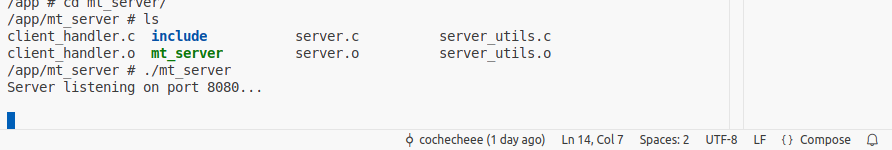 /app # cd mt_server/
/app/mt_server # ls
client_handler.c  include           server.c          server_utils.c
client_handler.o  mt_server         server.o          server_utils.o
/app/mt_server # ./mt_server
Server listening on port 8080...
cochecheee (1 day ago)  Ln 14, Col 7  Spaces: 2  UTF-8  LF  {} Compose